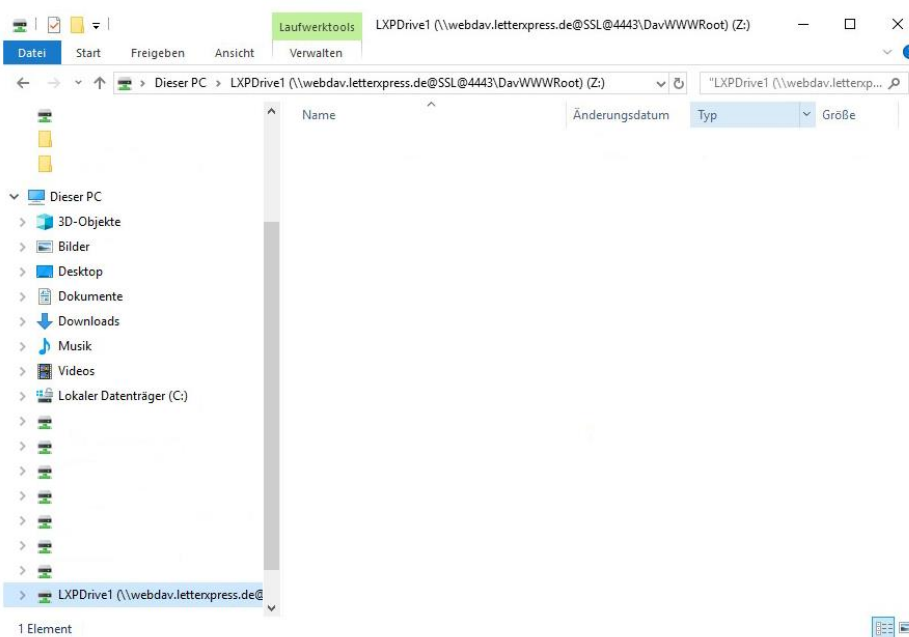 Laufwerktools LXPDrive1 (\\webdav.letterxpress.de@SSL@4443\DavWWWRoot) (Z:)
Datei Start Freigeben Ansicht Verwalten
Dieser PC LXPDrive1 (\\webdav.letterxpress.de@SSL@4443\DavWWWRoot) (Z:) "LXPDrive1 (\\webdav.letterxp...
Name Änderungsdatum Typ Größe
Dieser PC
3D-Objekte
Bilder
Desktop
Dokumente
Downloads
Musik
Videos
Lokaler Datenträger (C:)
LXPDrive1 (\\webdav.letterxpress.de@
1 Element